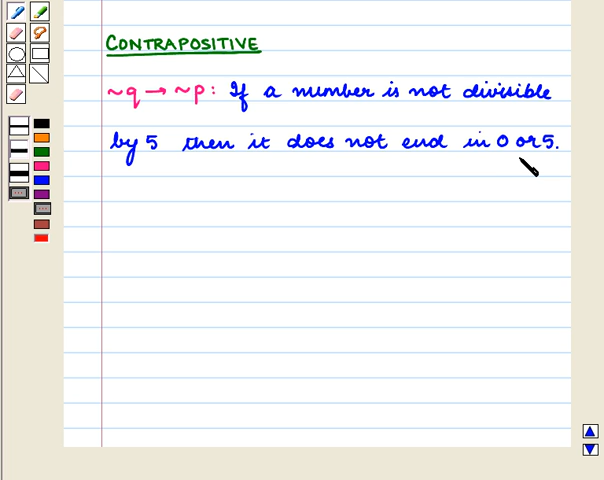 CONTRAPOSITIVE
~q → ~p: If a number is not divisible
by 5 then it does not end in 0 or 5.